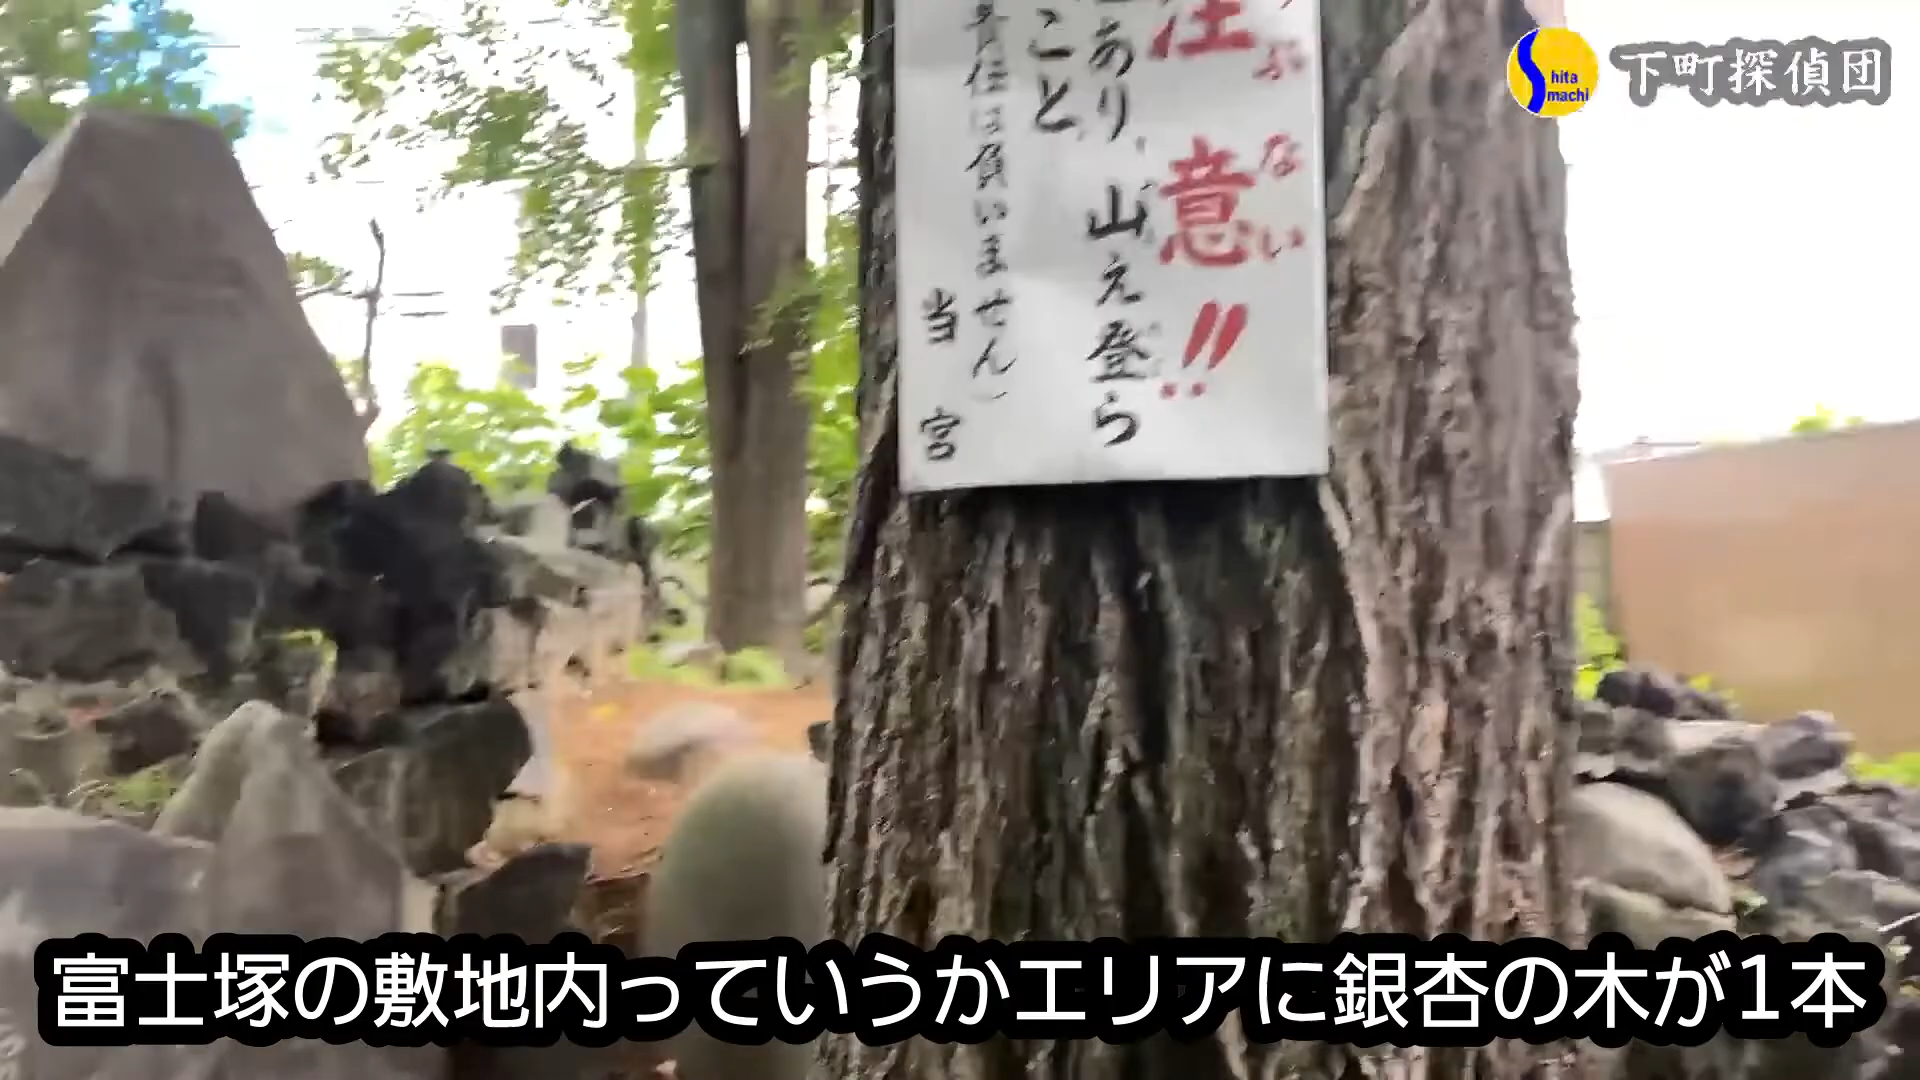 Shita
machi
下町探偵団
ぶない
注意!!
あり、山え登ら
こと
責任は負いません)
当宮
富士塚の敷地内っていうかエリアに銀杏の木が1本